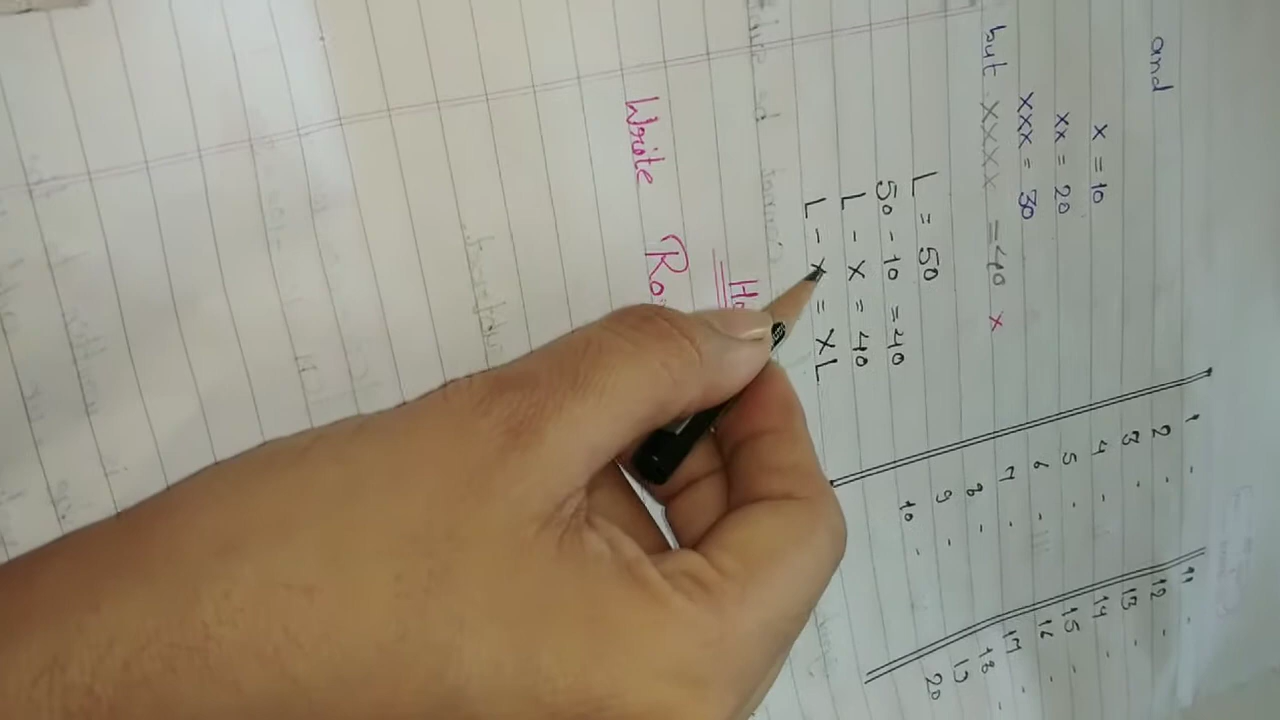 and
x = 10
xx = 20
xxx = 30
but xxxx = 40 x
L = 50
50 - 10 = 40
L - x = 40
L - x = xL
Write
1 -
2 -
3 -
4 -
5 -
6 -
7 -
8 -
9 -
10 -
11 -
12 -
13 -
14 -
15 -
16 -
17 -
18 -
19
20